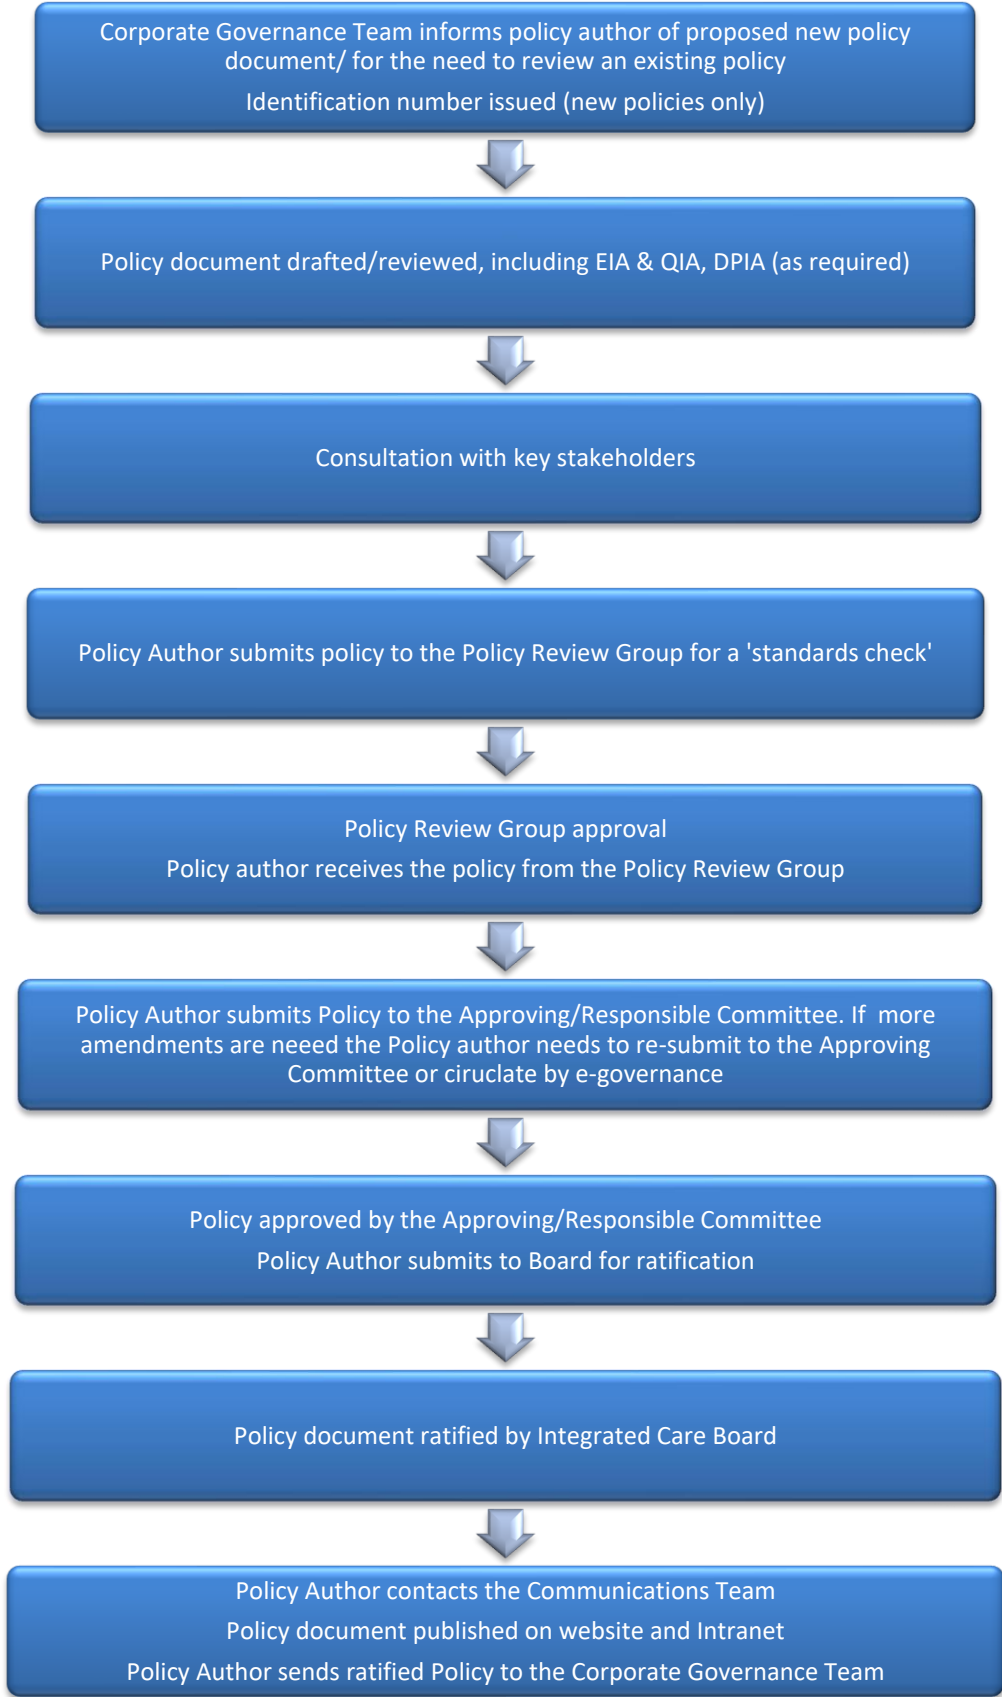 Corporate Governance Team informs policy author of proposed new policy
document/ for the need to review an existing policy
Identification number issued (new policies only)
Policy document drafted/reviewed, including EIA & QIA, DPIA (as required)
Consultation with key stakeholders
Policy Author submits policy to the Policy Review Group for a 'standards check'
Policy Review Group approval
Policy author receives the policy from the Policy Review Group
Policy Author submits Policy to the Approving/Responsible Committee. If  more
amendments are neeed the Policy author needs to re-submit to the Approving
Committee or ciruclate by e-governance
Policy approved by the Approving/Responsible Committee
Policy Author submits to Board for ratification
Policy document ratified by Integrated Care Board
Policy Author contacts the Communications Team
Policy document published on website and Intranet
Policy Author sends ratified Policy to the Corporate Governance Team